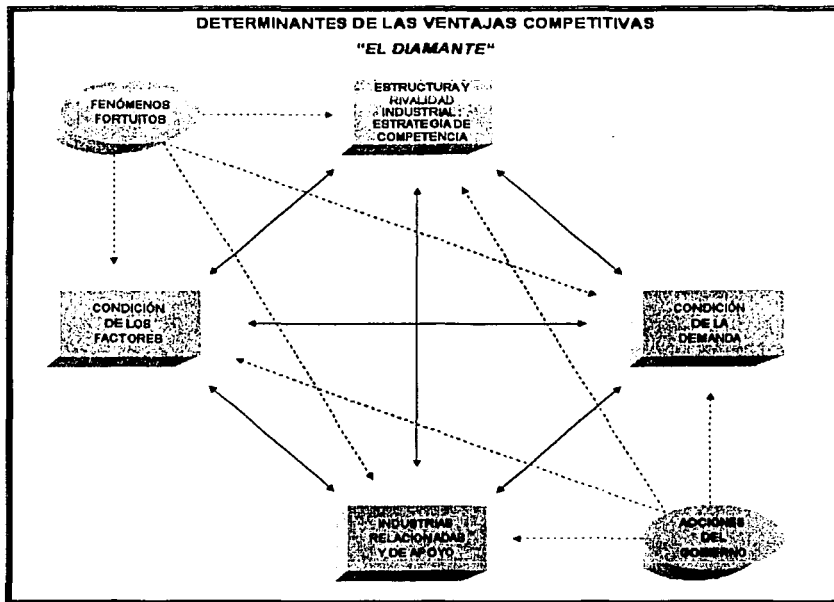 DETERMINANTES DE LAS VENTAJAS COMPETITIVAS
"EL DIAMANTE"
FENÓMENOS
FORTUITOS
ESTRUCTURA Y
RIVALIDAD
INDUSTRIAL:
ESTRATEGIA DE
COMPETENCIA
CONDICIÓN
DE LOS
FACTORES
CONDICIÓN
DE LA
DEMANDA
INDUSTRIAS
RELACIONADAS
Y DE APOYO
ACCIONES
DEL
GOBIERNO